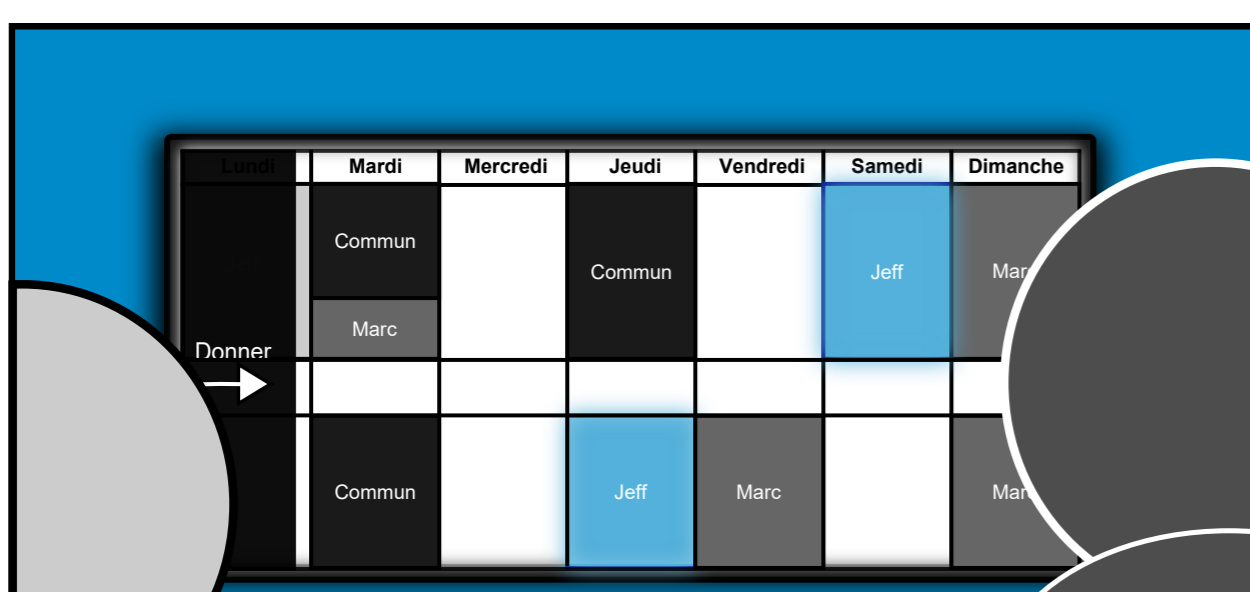 Lundi Mardi Mercredi Jeudi Vendredi Samedi Dimanche
Commun
Commun Jeff
Marc
Donner
Commun Jeff Marc